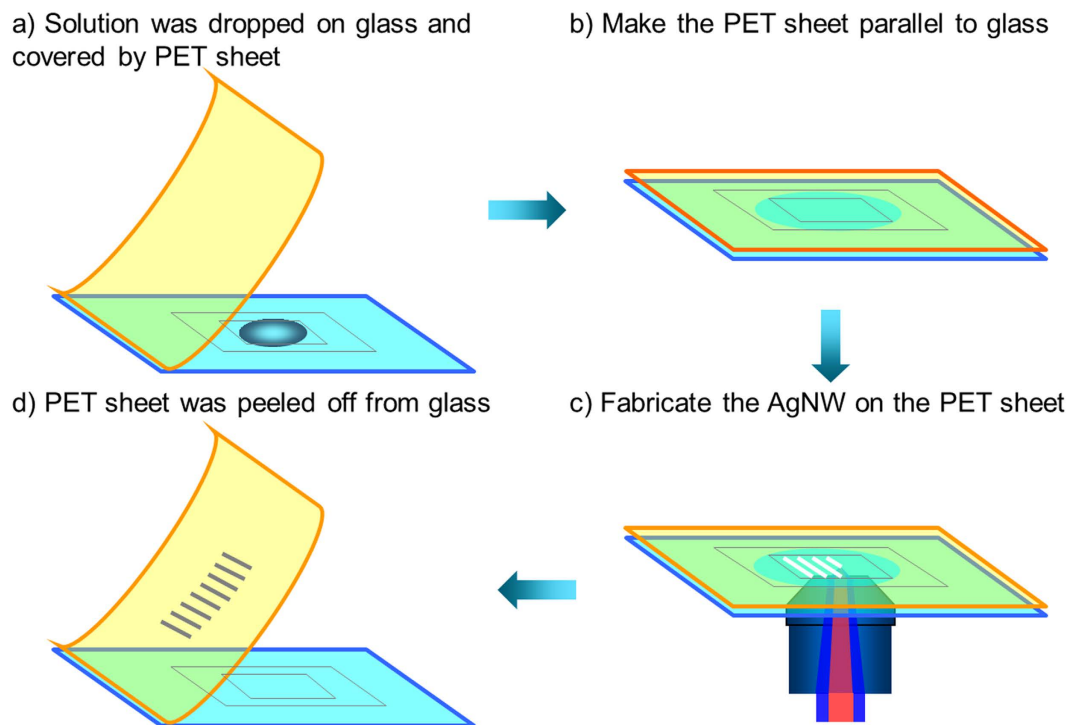 a) Solution was dropped on glass and
covered by PET sheet
b) Make the PET sheet parallel to glass
d) PET sheet was peeled off from glass
c) Fabricate the AgNW on the PET sheet